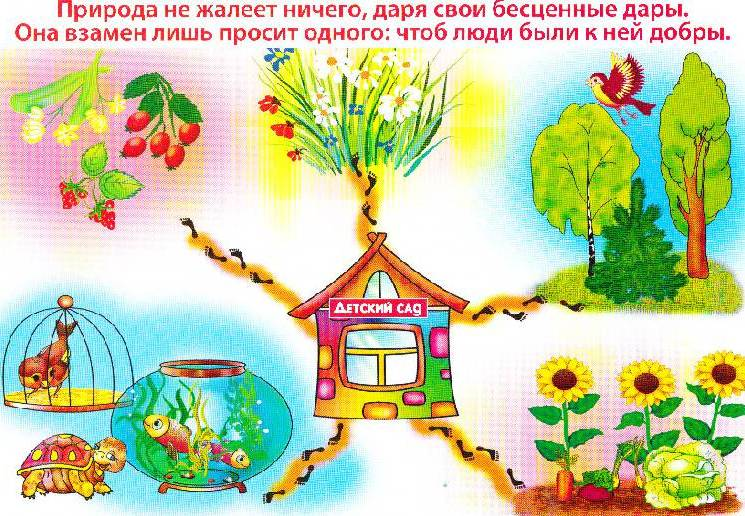 Природа не жалеет ничего, даря свои бесценные дары.
Она взамен лишь просит одного: чтоб люди были к ней добры.
ДЕТСКИЙ САД